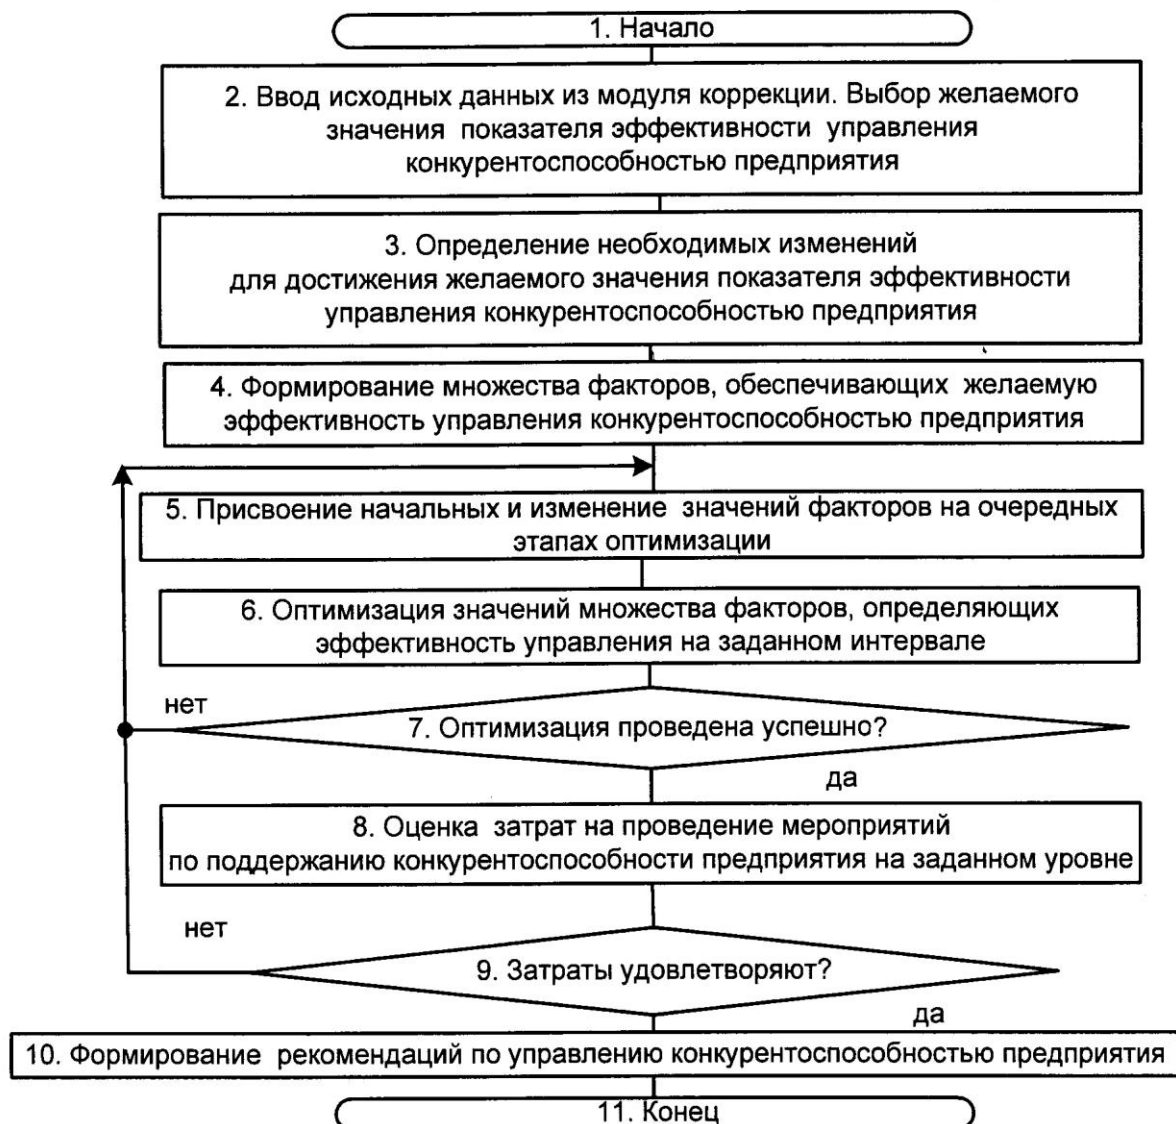 1. Начало
2. Ввод исходных данных из модуля коррекции. Выбор желаемого
значения показателя эффективности управления
конкурентоспособностью предприятия
3. Определение необходимых изменений
для достижения желаемого значения показателя эффективности
управления конкурентоспособностью предприятия
4. Формирование множества факторов, обеспечивающих желаемую
эффективность управления конкурентоспособностью предприятия
5. Присвоение начальных и изменение значений факторов на очередных
этапах оптимизации
6. Оптимизация значений множества факторов, определяющих
эффективность управления на заданном интервале
нет
7. Оптимизация проведена успешно?
да
8. Оценка затрат на проведение мероприятий
по поддержанию конкурентоспособности предприятия на заданном уровне
нет
9. Затраты удовлетворяют?
да
10. Формирование рекомендаций по управлению конкурентоспособностью предприятия
11. Конец